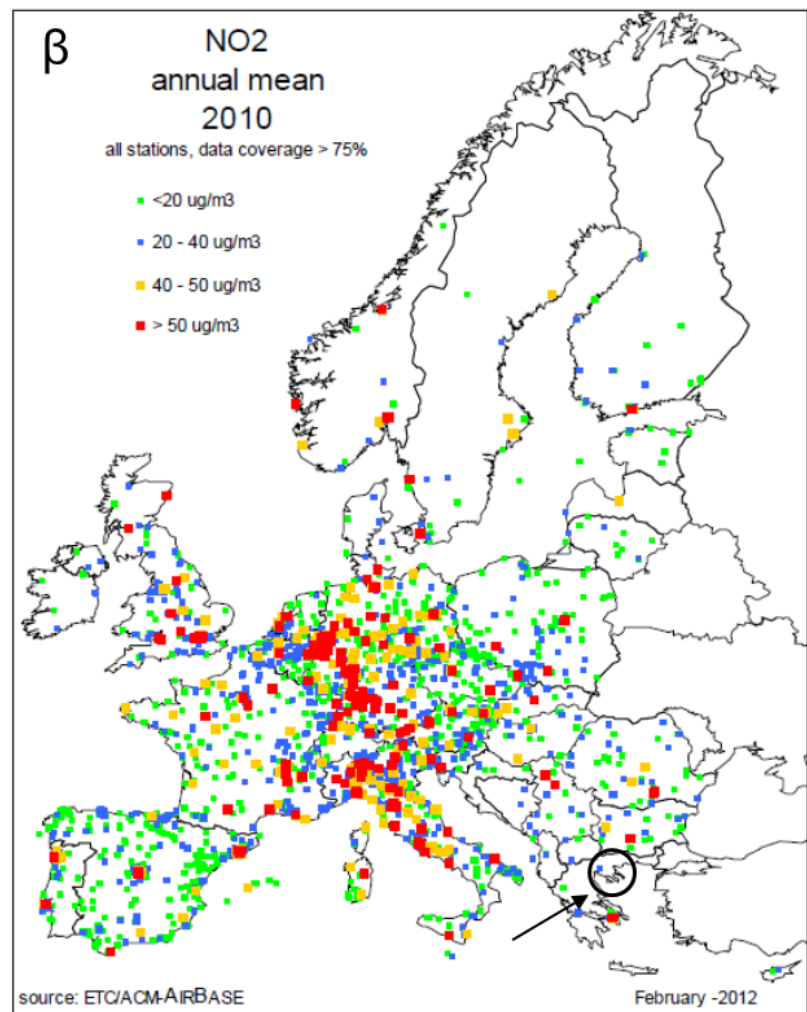 β
NO2
annual mean
2010
all stations, data coverage > 75%
<20 ug/m3
20 - 40 ug/m3
40 - 50 ug/m3
> 50 ug/m3
source: ETC/ACM-AIRBASE
February -2012